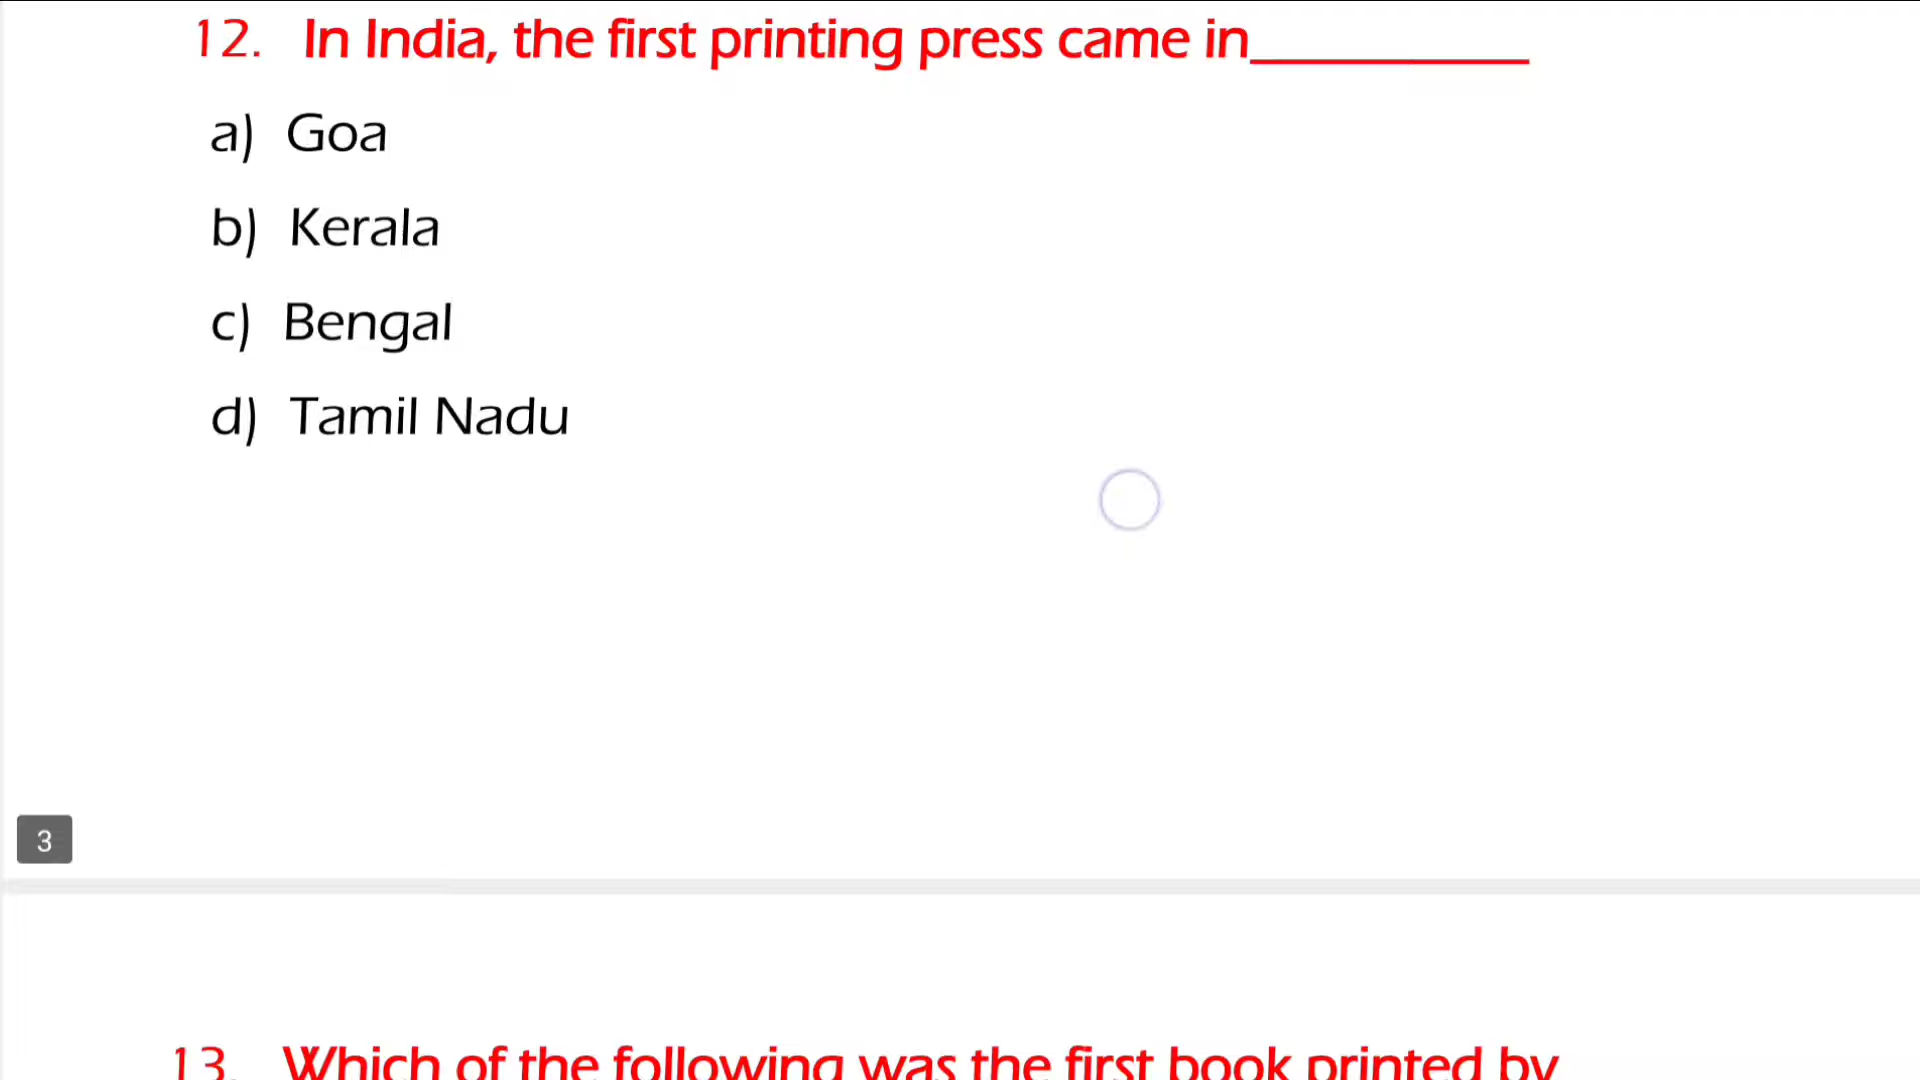 12. In India, the first printing press came in__________
a) Goa
b) Kerala
c) Bengal
d) Tamil Nadu
3
13. Which of the following was the first book printed by